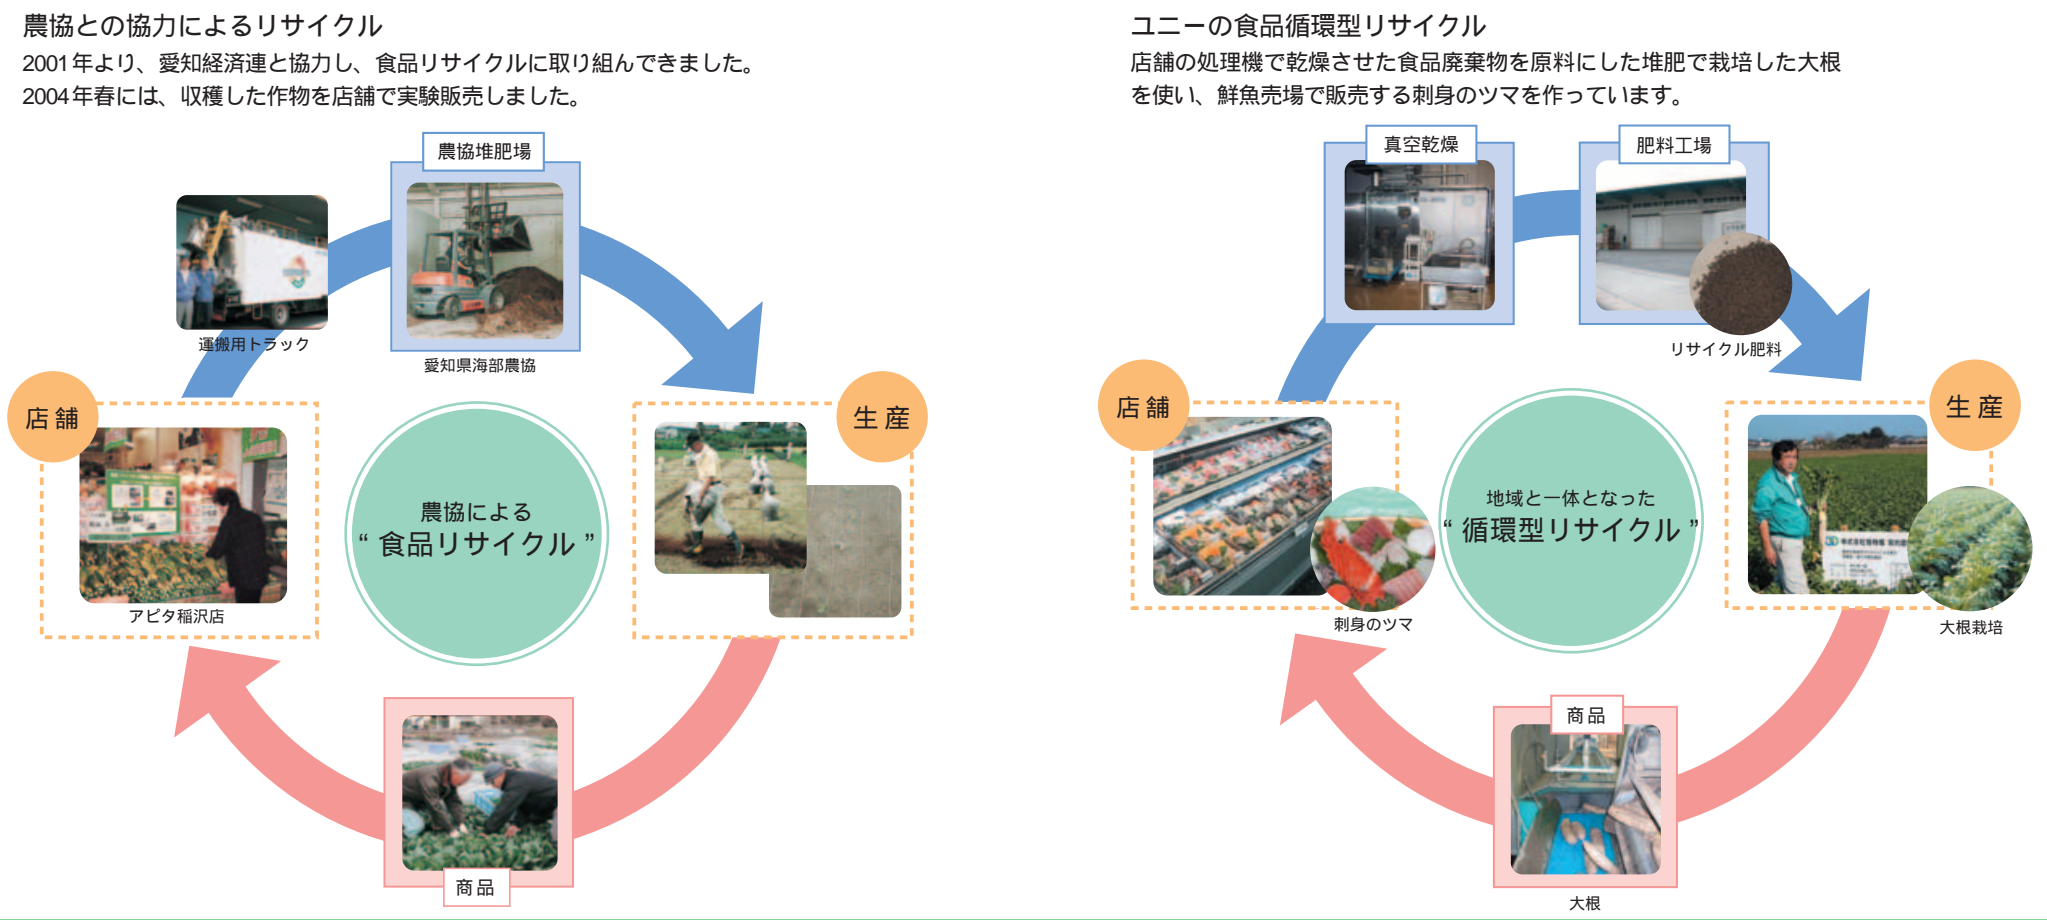 農協との協力によるリサイクル
2001年より、愛知経済連と協力し、食品リサイクルに取り組んできました。
2004年春には、収穫した作物を店舗で実験販売しました。
農協堆肥場
運搬用トラック
愛知県海部農協
店舗
生産
アピタ稲沢店
農協による
“食品リサイクル”
商品
ユニーの食品循環型リサイクル
店舗の処理機で乾燥させた食品廃棄物を原料にした堆肥で栽培した大根
を使い、鮮魚売場で販売する刺身のツマを作っています。
真空乾燥
肥料工場
リサイクル肥料
店舗
生産
地域と一体となった
“循環型リサイクル”
刺身のツマ
大根栽培
商品
大根